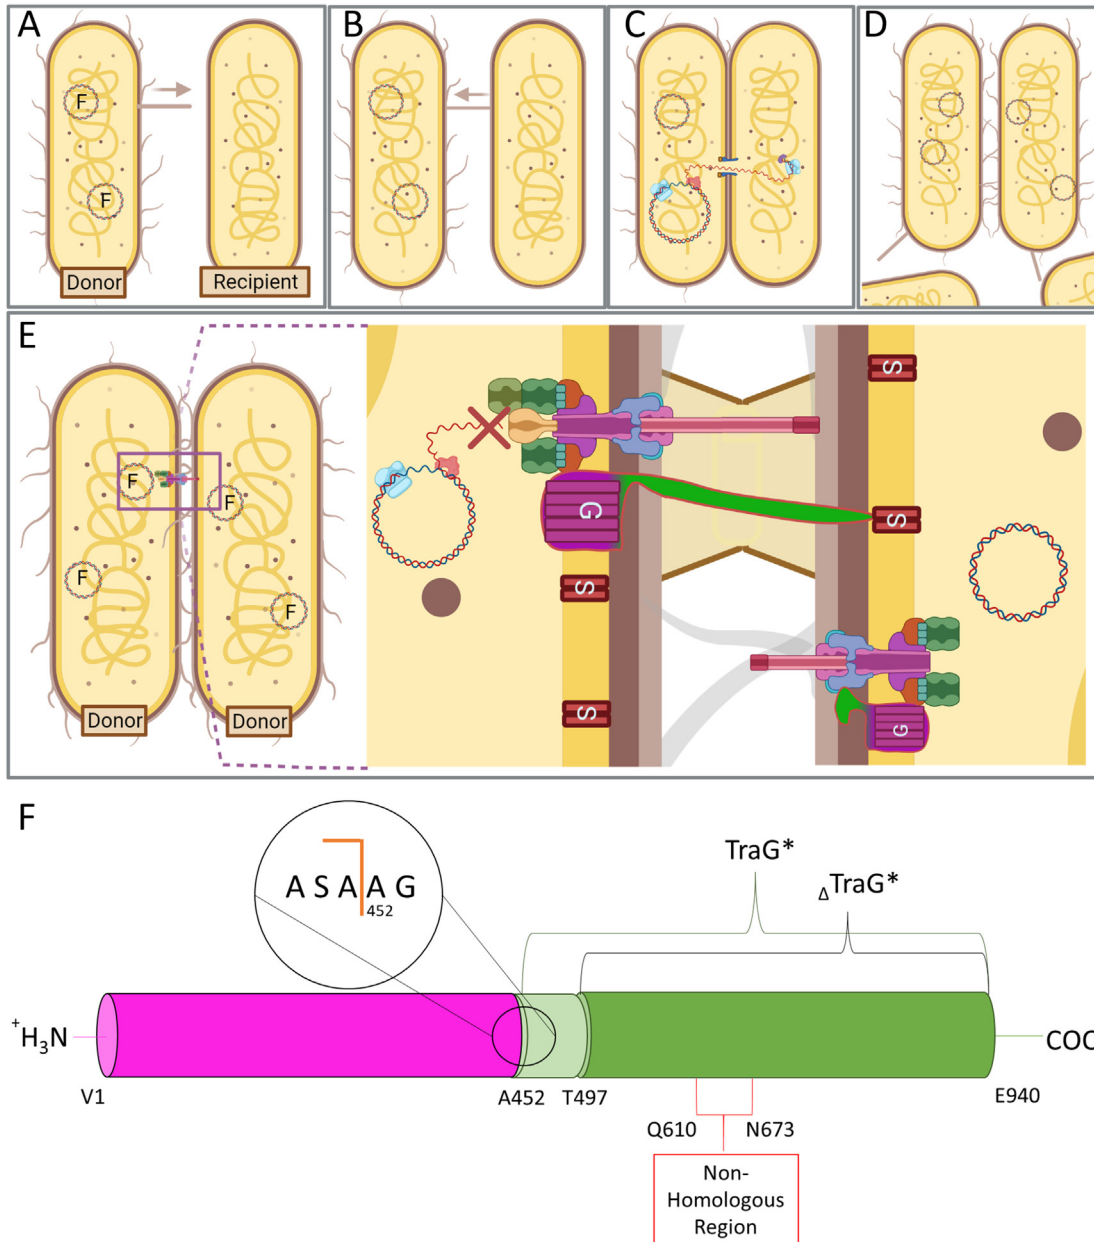 A
B
C
D
F
F
Donor
Recipient
E
F
F
F
F
Donor
Donor
S
G
S
S
S
G
F
A S A A G
452
TraG*
ΔTraG*
+H3N
COO
V1
A452
T497
E940
Q610
N673
Non-
Homologous
Region